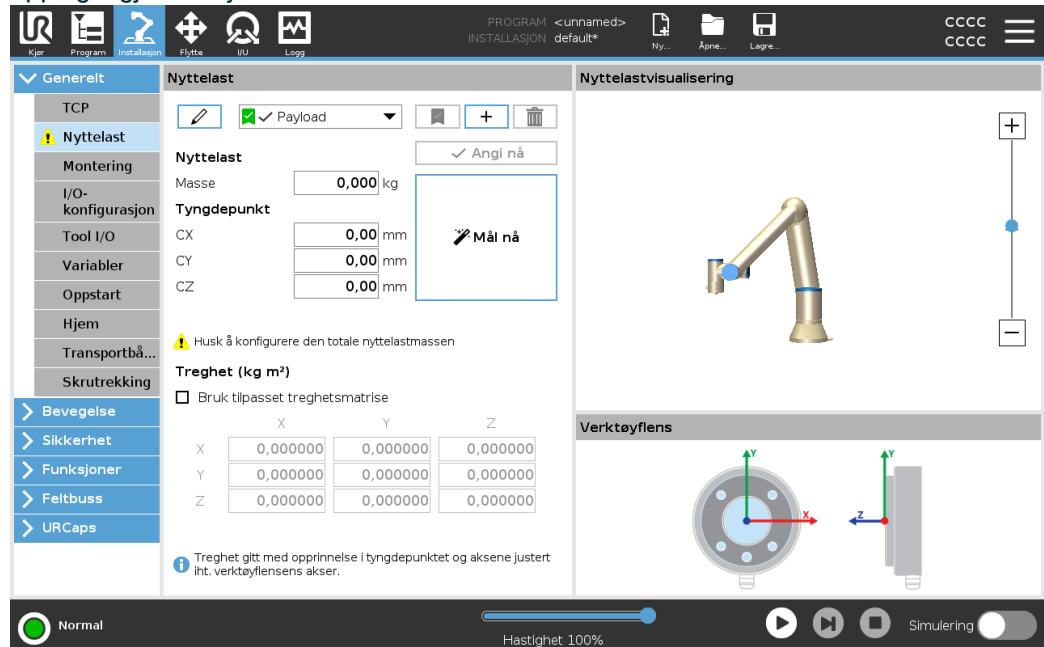 PROGRAM <unnamed>
INSTALLASJON default*
CCCC
CCCC
UR
Kjør
Program
Installasjon
Flytte
I/U
Logg
Ny...
Åpne...
Lagre...
Generelt
TCP
Nyttelast
Montering
I/O-
konfigurasjon
Tool I/O
Variabler
Oppstart
Hjem
Transportbå...
Skrutrekking
Bevegelse
Sikkerhet
Funksjoner
Feltbuss
URCaps
Nyttelast
Payload
+
Nyttelast
Angi nå
Masse 0,000 kg
Tyngdepunkt
CX 0,00 mm
CY 0,00 mm
CZ 0,00 mm
Mål nå
Husk å konfigurere den totale nyttelastmassen
Treghet (kg m²)
Bruk tilpasset treghetsmatrise
X Y Z
X 0,000000 0,000000 0,000000
Y 0,000000 0,000000 0,000000
Z 0,000000 0,000000 0,000000
Treghet gitt med opprinnelse i tyngdepunktet og aksene justert
iht. verktøyflensens akser.
Nyttelastvisualisering
+
−
Verktøyflens
Y
X
Y
Z
Normal
Hastighet 100%
Simulering